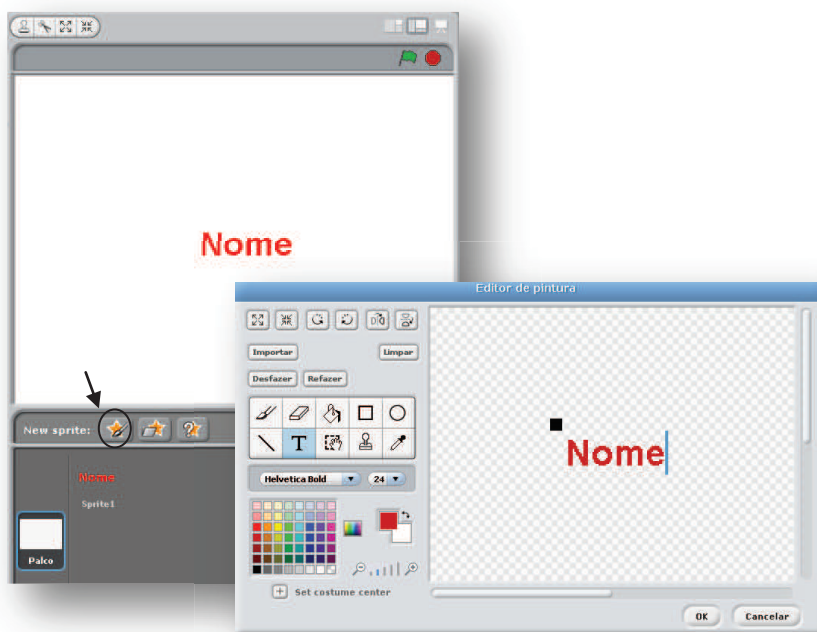 Nome
New sprite:
Nome
Sprite1
Palco
Editor de pintura
Importar
Limpar
Desfazer
Refazer
T
Helvetica Bold
24
Nome
Set costume center
OK
Cancelar